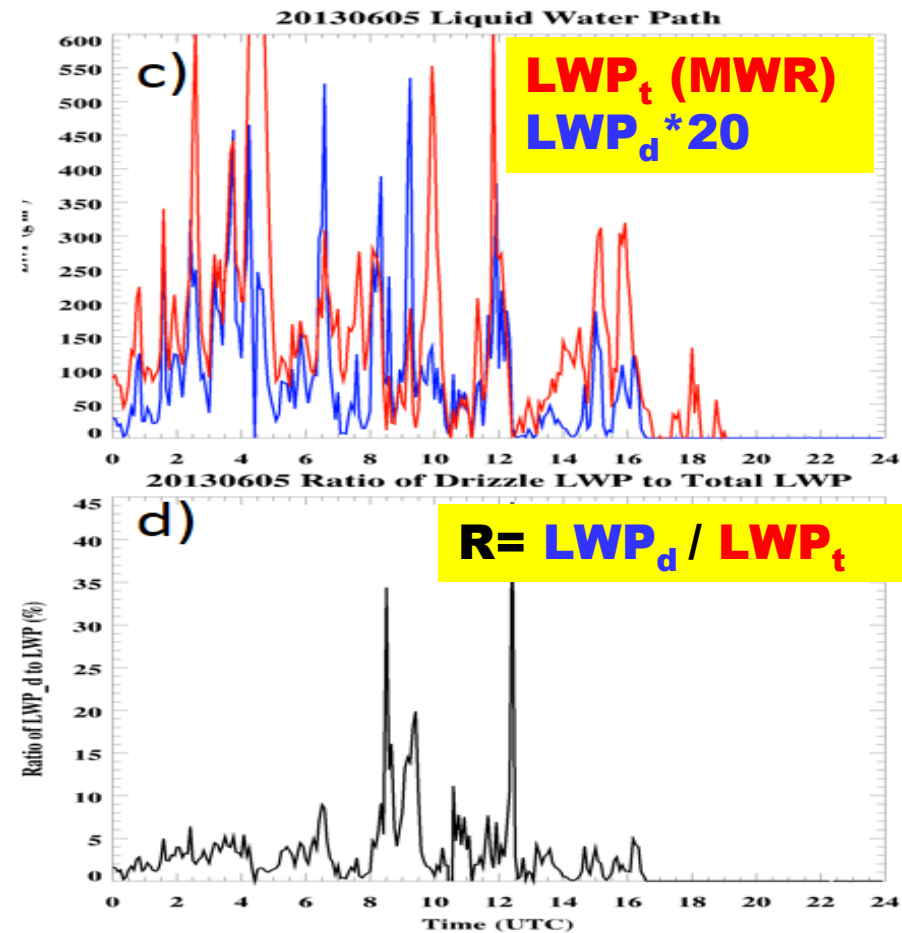 20130605 Liquid Water Path
c)
LWPt (MWR)
LWPd*20
600
550
500
450
400
350
300
250
200
150
100
50
0
0 2 4 6 8 10 12 14 16 18 20 22 24
20130605 Ratio of Drizzle LWP to Total LWP
d)
R= LWPd / LWPt
45
40
35
30
25
20
15
10
5
0
Ratio of LWP_d to LWP (%)
0 2 4 6 8 10 12 14 16 18 20 22 24
Time (UTC)